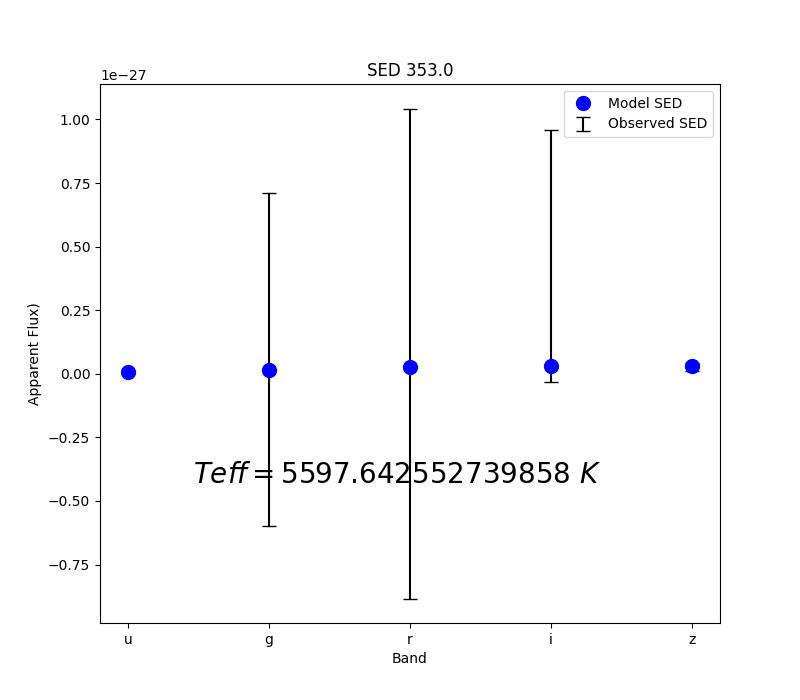 SED 353.0
1e−27
Model SED
Observed SED
1.00
0.75
0.50
0.25
0.00
−0.25
−0.50
−0.75
Apparent Flux)
Teff = 5597.642552739858 K
u g r i z
Band